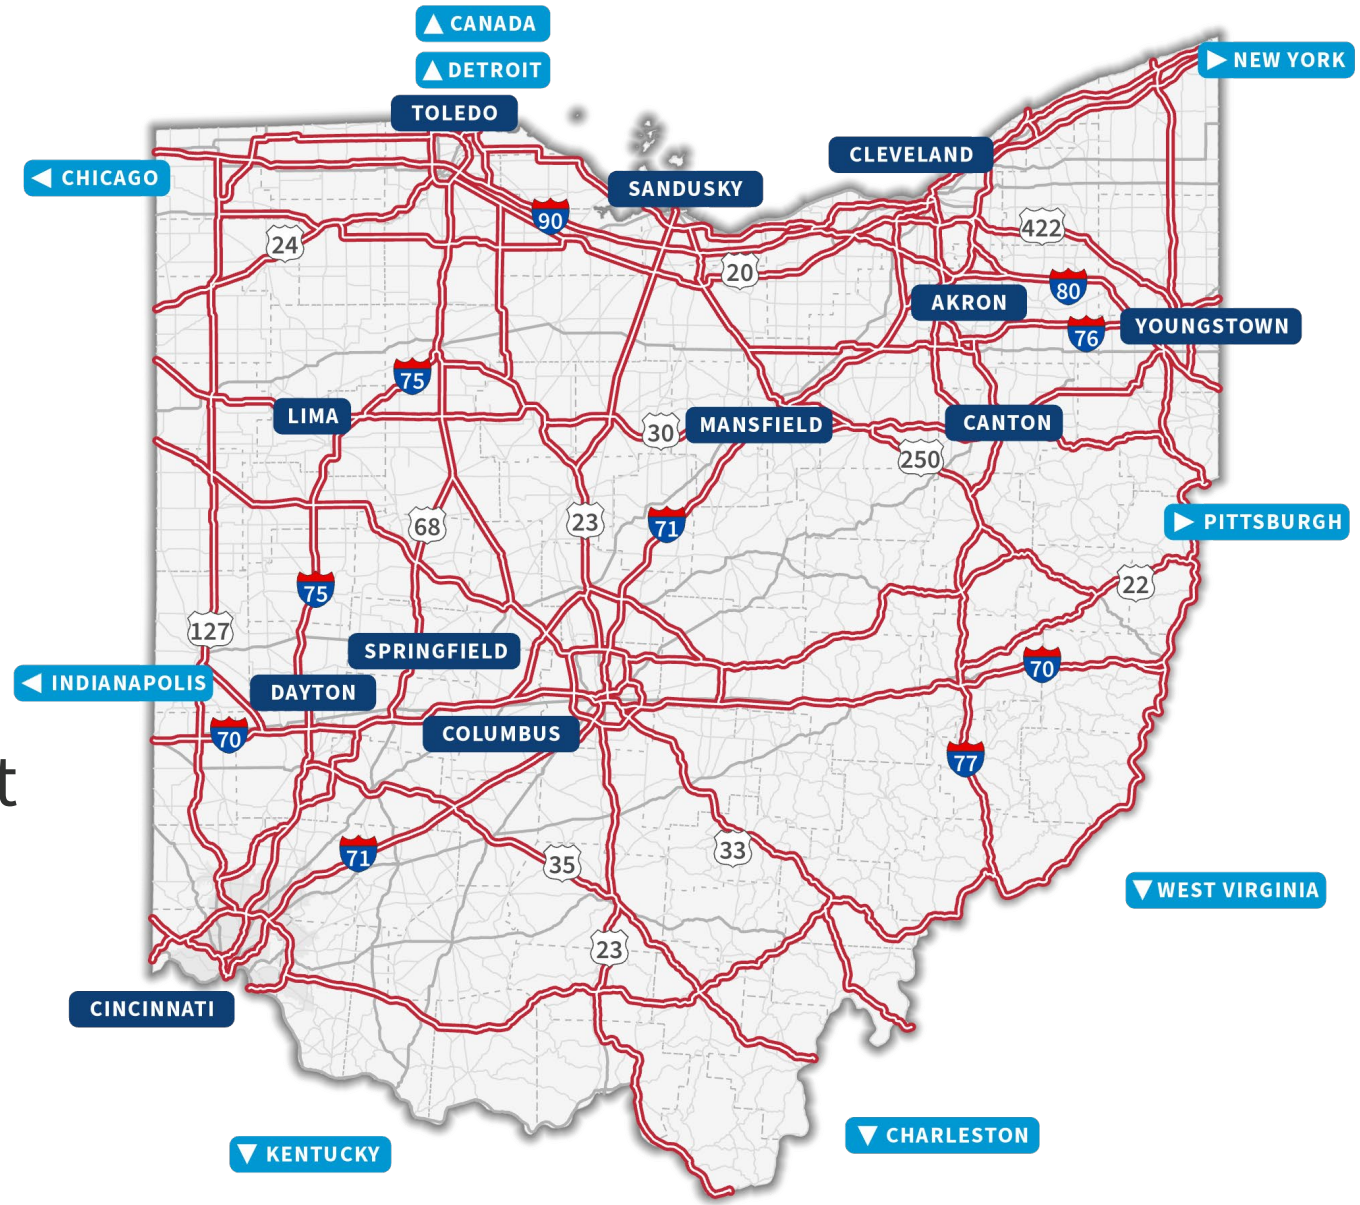 CANADA
DETROIT
NEW YORK
TOLEDO
CLEVELAND
CHICAGO
SANDUSKY
90
422
24
20
80
AKRON
76
YOUNGSTOWN
75
LIMA
30
MANSFIELD
CANTON
250
68
23
71
PITTSBURGH
75
22
127
SPRINGFIELD
70
INDIANAPOLIS
DAYTON
70
COLUMBUS
77
t
71
35
33
WEST VIRGINIA
23
CINCINNATI
CHARLESTON
KENTUCKY